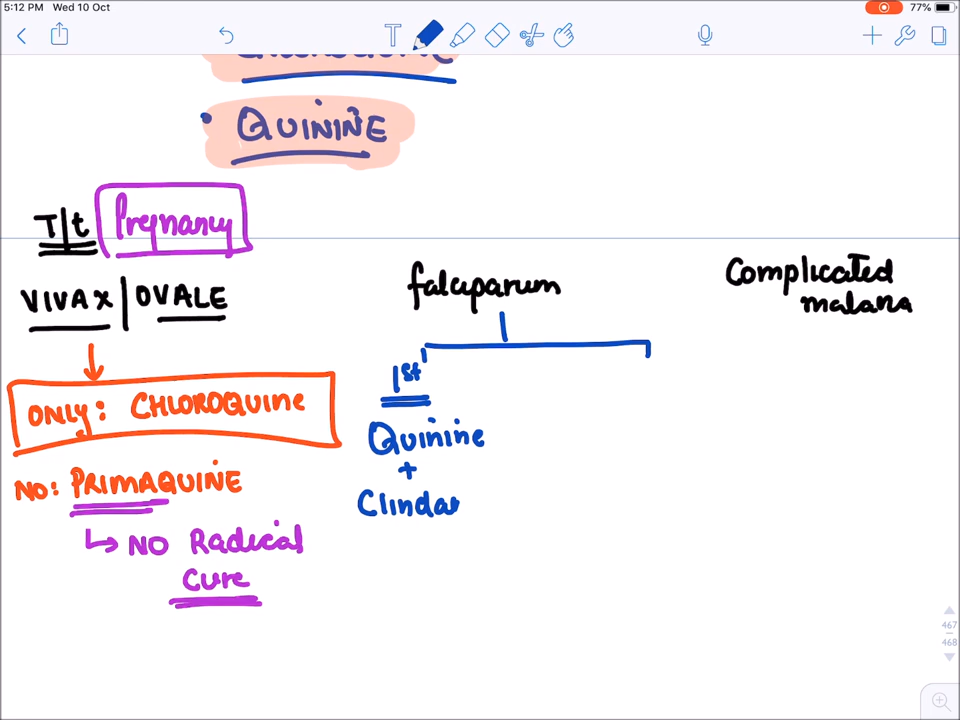 5:12 PM Wed 10 Oct
77%
T
• QUININE
T/t Pregnancy
VIVAX | OVALE
falciparum
Complicated
malaria
1st
ONLY: CHLOROQUINE
Quinine
+
Clinda
NO: PRIMAQUINE
↳ NO Radical
Cure
467
468